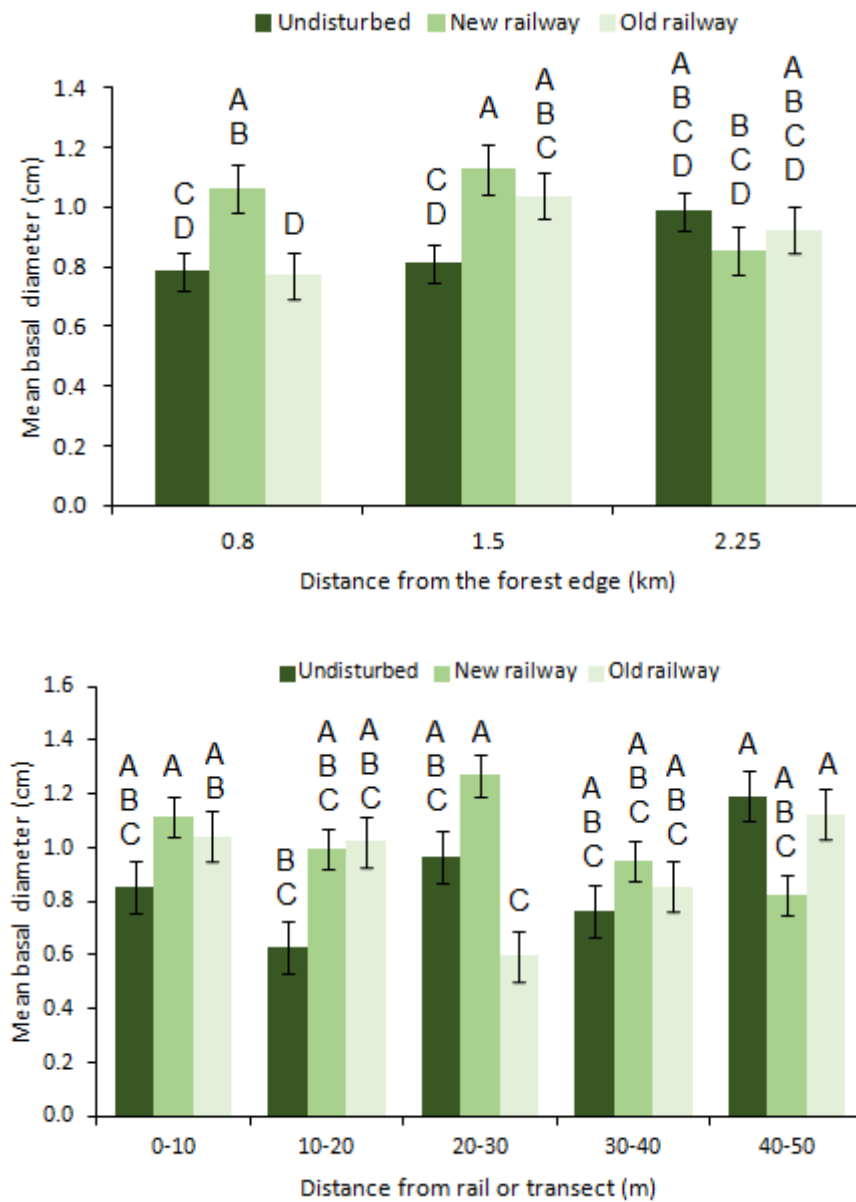 Undisturbed New railway Old railway
Mean basal diameter (cm)
1.4
1.2
1.0
0.8
0.6
0.4
0.2
0.0
C
D
A
B
D
C
D
A
A
B
C
A
B
C
D
B
C
D
A
B
C
D
0.8 1.5 2.25
Distance from the forest edge (km)
Undisturbed New railway Old railway
Mean basal diameter (cm)
1.6
1.4
1.2
1.0
0.8
0.6
0.4
0.2
0.0
A
B
C
A
A
B
B
C
A
B
C
A
B
C
A
B
C
A
C
A
B
C
A
B
C
A
B
C
A
A
B
C
A
0-10 10-20 20-30 30-40 40-50
Distance from rail or transect (m)